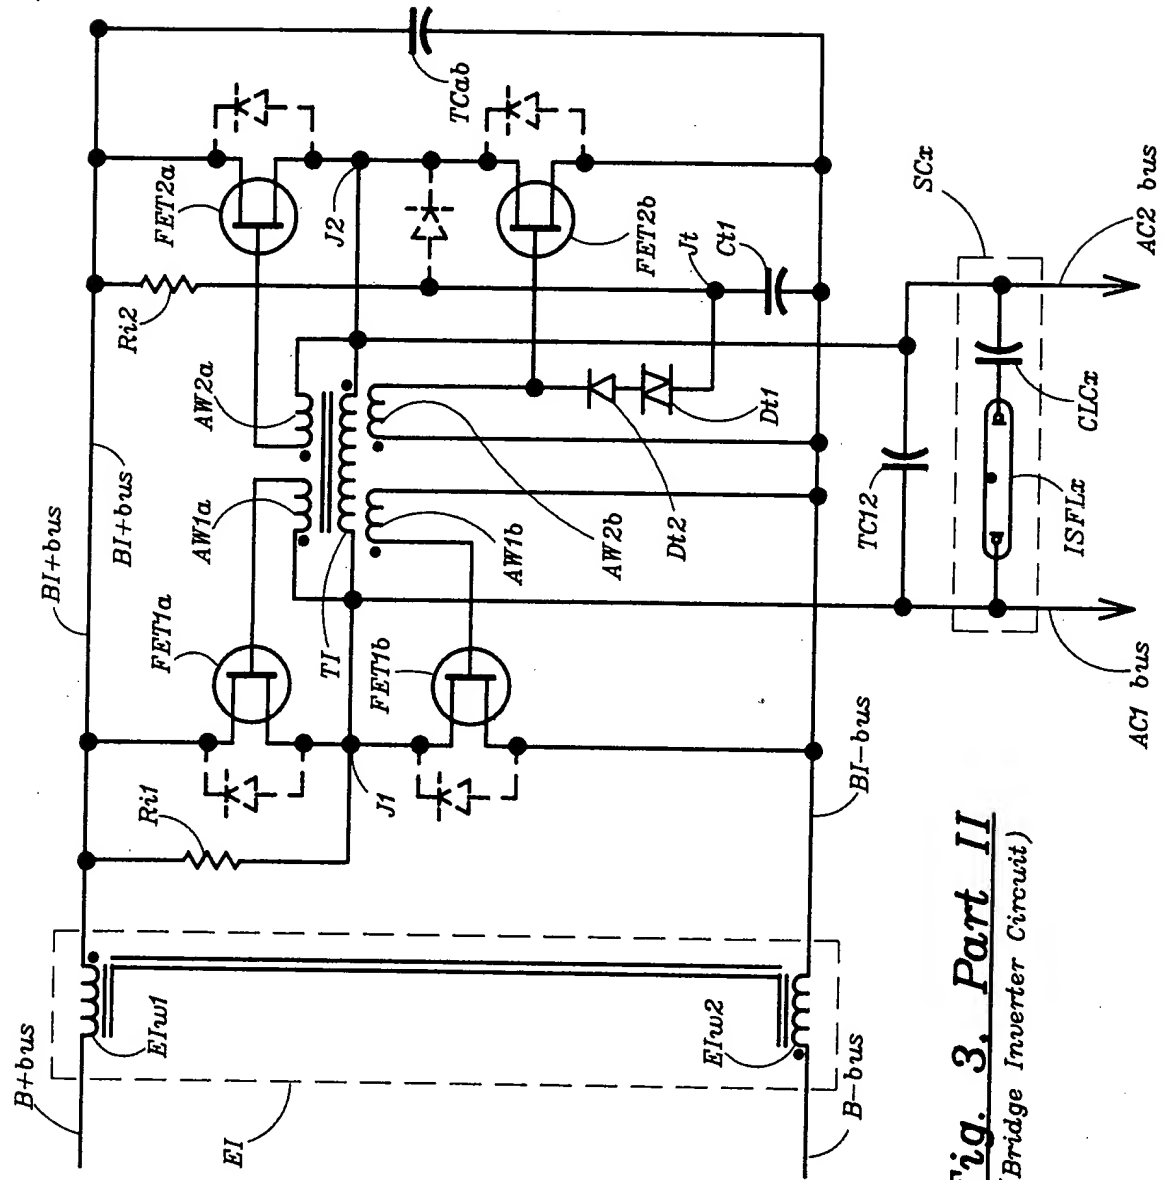 BI+bus
BI+bus
B+bus
EIw1
EI
EIw2
B-bus
BI-bus
Ri1
J1
FET1a
FET1b
TI
AW1a
AW2a
AW1b
AW2b
Ri2
FET2a
J2
TCab
FET2b
Jt
Ct1
Dt1
Dt2
TC12
SCx
CLCx
ISFLx
AC1 bus
AC2 bus
Fig. 3. Part II
(Bridge Inverter Circuit)